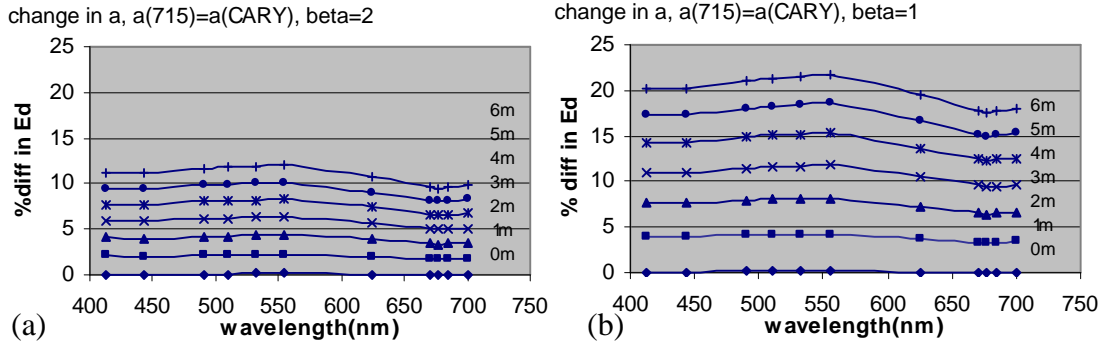 change in a, a(715)=a(CARY), beta=2
25
20
15
10
5
0
%diff in Ed
6m
5m
4m
3m
2m
1m
0m
400 450 500 550 600 650 700 750
wavelength(nm)
(a)
change in a, a(715)=a(CARY), beta=1
25
20
15
10
5
0
% diff in Ed
6m
5m
4m
3m
2m
1m
0m
400 450 500 550 600 650 700 750
wavelength(nm)
(b)